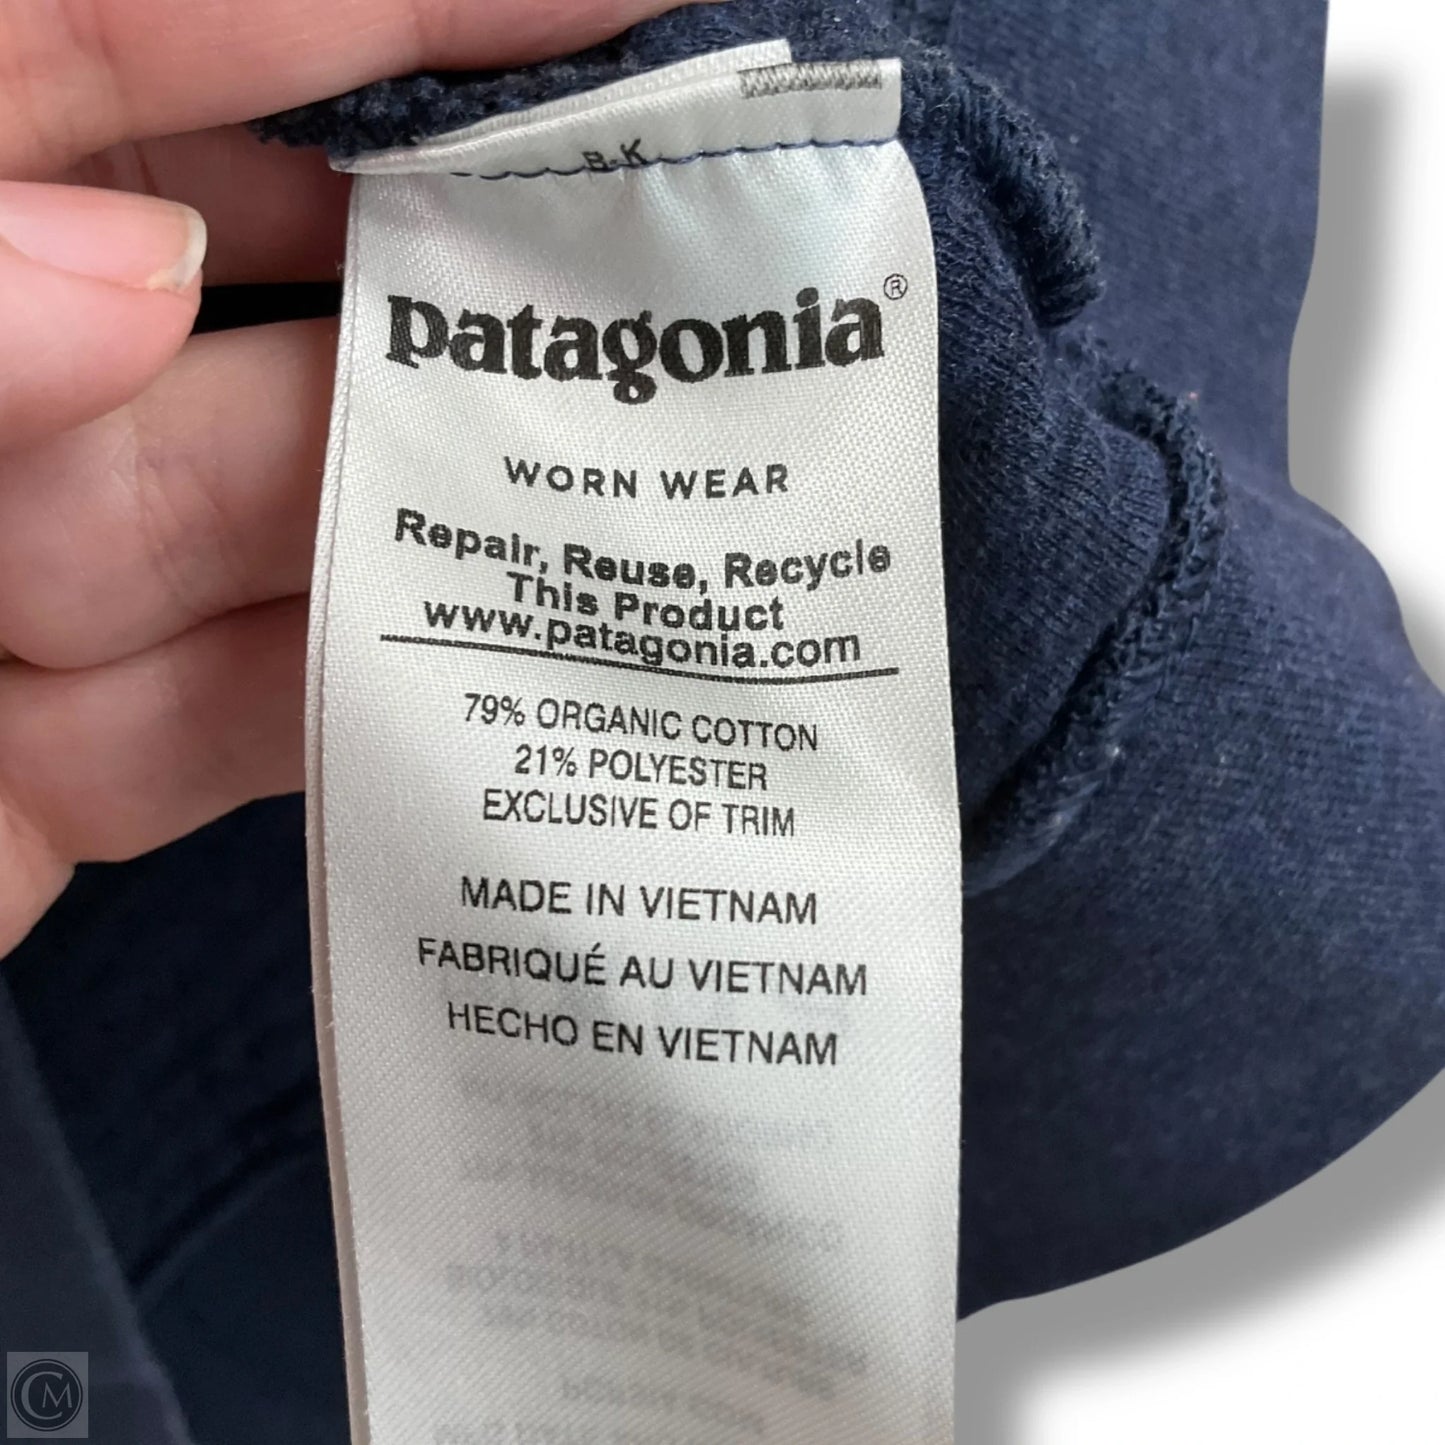 B-K
patagonia®
WORN WEAR
Repair, Reuse, Recycle
This Product
www.patagonia.com
79% ORGANIC COTTON
21% POLYESTER
EXCLUSIVE OF TRIM
MADE IN VIETNAM
FABRIQUÉ AU VIETNAM
HECHO EN VIETNAM
CM